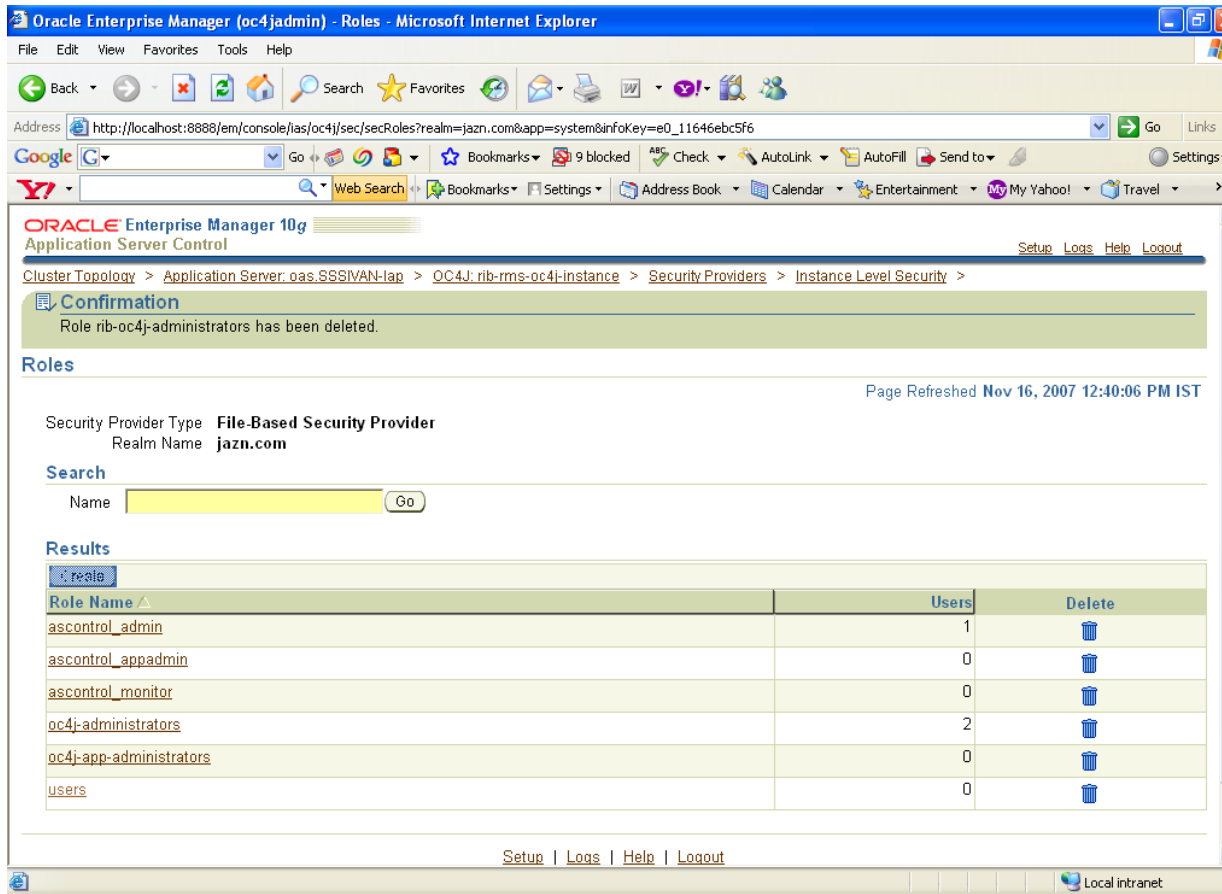 Oracle Enterprise Manager (oc4jadmin) - Roles - Microsoft Internet Explorer
File Edit View Favorites Tools Help
Back Search Favorites
Address http://localhost:8888/em/console/ias/oc4j/sec/secRoles?realm=jazn.com&app=system&infoKey=e0_11646ebc5f6 Go Links
Google G Go 9 blocked Bookmarks ABC Check AutoLink AutoFill Send to Settings
Y! Web Search Bookmarks Settings Address Book Calendar Entertainment My My Yahoo! Travel
ORACLE Enterprise Manager 10g
Application Server Control
Setup Logs Help Logout
Cluster Topology > Application Server: oas.SSSIVAN-lap > OC4J: rib-rms-oc4j-instance > Security Providers > Instance Level Security >
Confirmation
Role rib-oc4j-administrators has been deleted.
Roles
Page Refreshed Nov 16, 2007 12:40:06 PM IST
Security Provider Type File-Based Security Provider
Realm Name jazn.com
Search
Name Go
Results
Create
Role Name Users Delete
ascontrol_admin 1
ascontrol_appadmin 0
ascontrol_monitor 0
oc4j-administrators 2
oc4j-app-administrators 0
users 0
Setup | Logs | Help | Logout
Local intranet